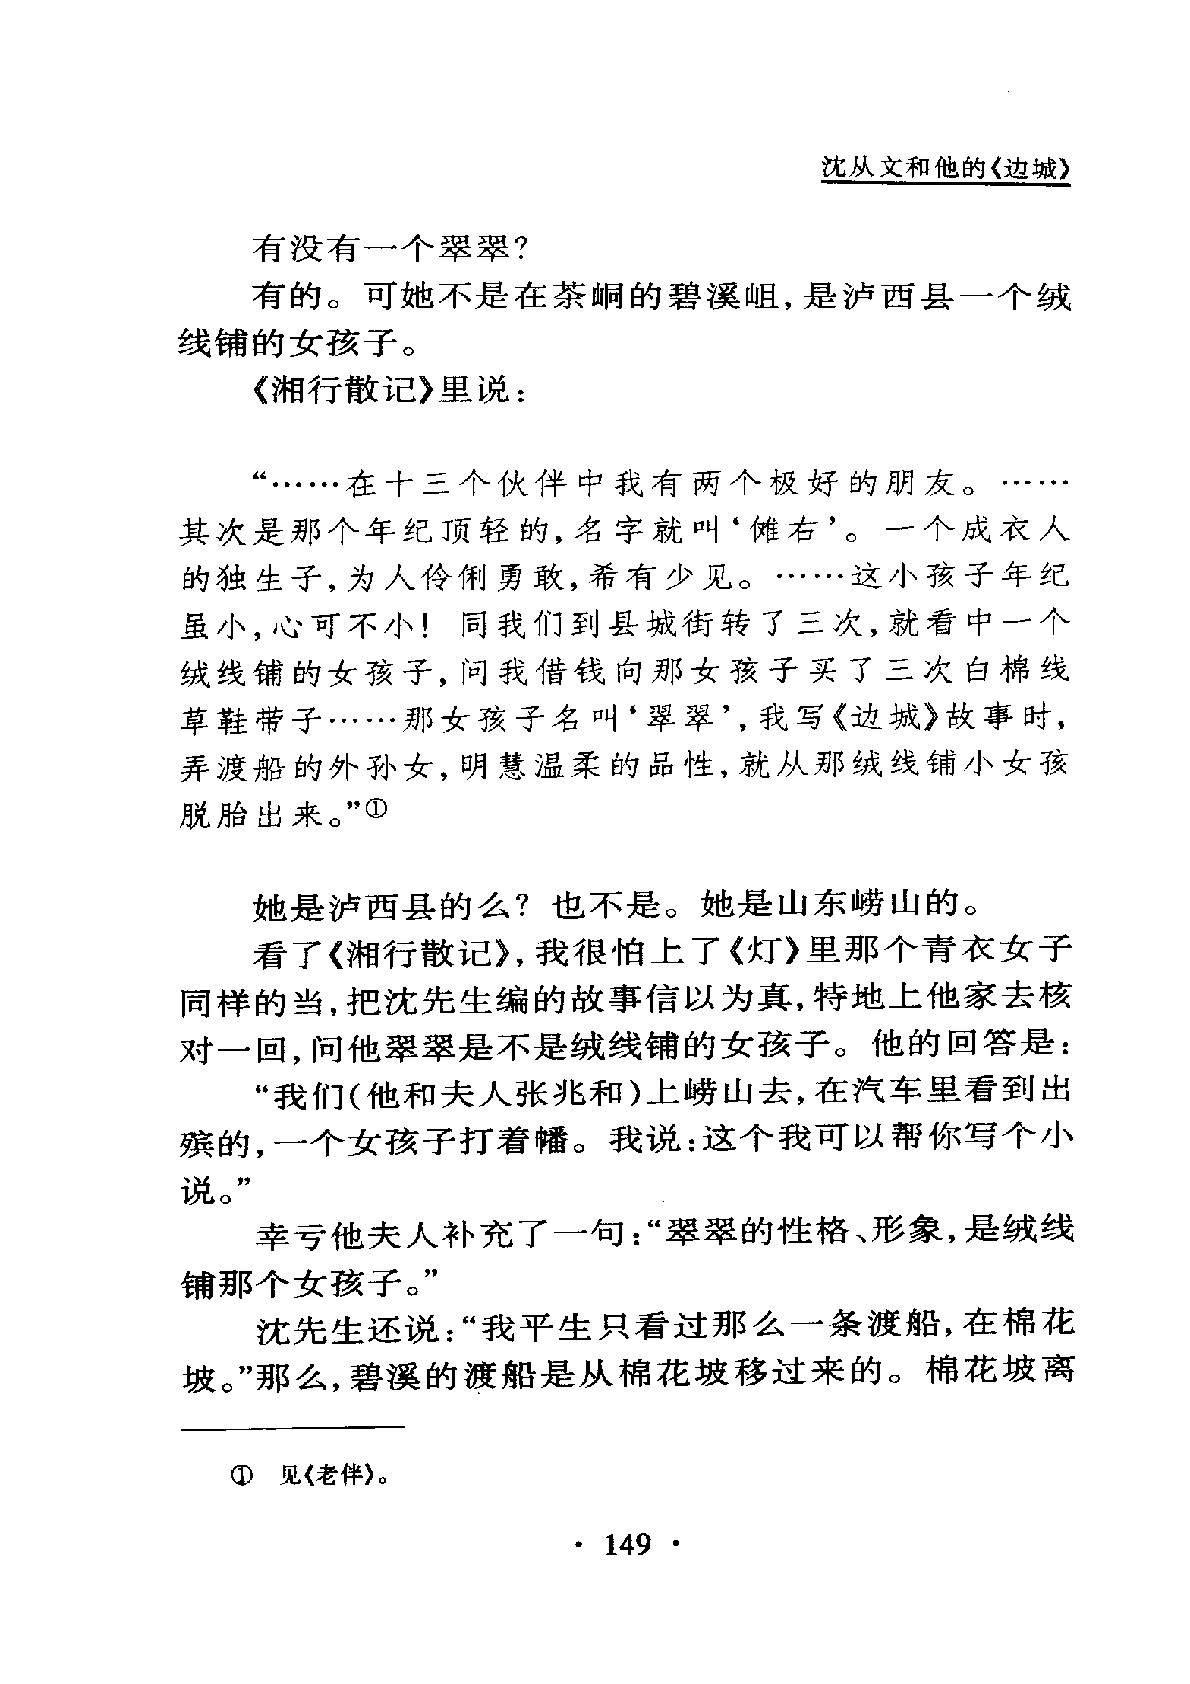 沈从文和他的《边城》
有没有一个翠翠？
有的。可她不是在茶峒的碧溪岨，是泸西县一个绒
线铺的女孩子。
《湘行散记》里说：
“……在十三个伙伴中我有两个极好的朋友。……
其次是那个年纪顶轻的，名字就叫‘傩右’。一个成衣人
的独生子，为人伶俐勇敢，希有少见。……这小孩子年纪
虽小，心可不小！同我们到县城街转了三次，就看中一个
绒线铺的女孩子，问我借钱向那女孩子买了三次白棉线
草鞋带子……那女孩子名叫‘翠翠’，我写《边城》故事时，
弄渡船的外孙女，明慧温柔的品性，就从那绒线铺小女孩
脱胎出来。”①
她是泸西县的么？也不是。她是山东崂山的。
看了《湘行散记》，我很怕上了《灯》里那个青衣女子
同样的当，把沈先生编的故事信以为真，特地上他家去核
对一回，问他翠翠是不是绒线铺的女孩子。他的回答是：
“我们（他和夫人张兆和）上崂山去，在汽车里看到出
殡的，一个女孩子打着幡。我说：这个我可以帮你写个小
说。”
幸亏他夫人补充了一句：“翠翠的性格、形象，是绒线
铺那个女孩子。”
沈先生还说：“我平生只看过那么一条渡船，在棉花
坡。”那么，碧溪的渡船是从棉花坡移过来的。棉花坡离
① 见《老伴》。
· 149 ·